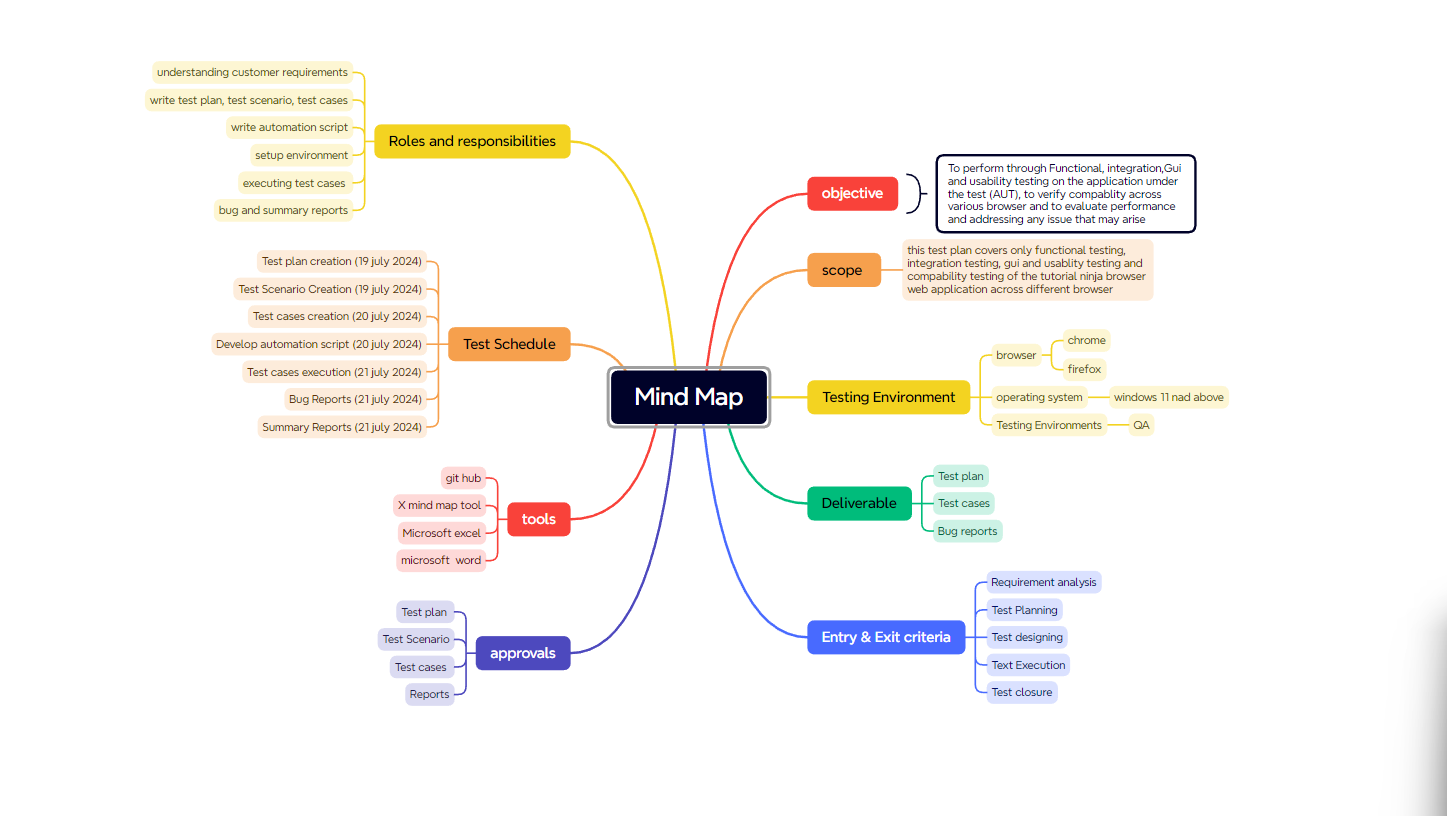 Mind Map
Roles and responsibilities
understanding customer requirements
write test plan, test scenario, test cases
write automation script
setup environment
executing test cases
bug and summary reports
Test Schedule
Test plan creation (19 july 2024)
Test Scenario Creation (19 july 2024)
Test cases creation (20 july 2024)
Develop automation script (20 july 2024)
Test cases execution (21 july 2024)
Bug Reports (21 july 2024)
Summary Reports (21 july 2024)
tools
git hub
X mind map tool
Microsoft excel
microsoft  word
approvals
Test plan
Test Scenario
Test cases
Reports
objective
To perform through Functional, integration,Gui
and usability testing on the application under
the test (AUT), to verify compablity across
various browser and to evaluate performance
and addressing any issue that may arise
scope
this test plan covers only functional testing,
integration testing, gui and usablity testing and
compability testing of the tutorial ninja browser
web application across different browser
Testing Environment
browser
chrome
firefox
operating system
windows 11 nad above
Testing Environments
QA
Deliverable
Test plan
Test cases
Bug reports
Entry & Exit criteria
Requirement analysis
Test Planning
Test designing
Text Execution
Test closure